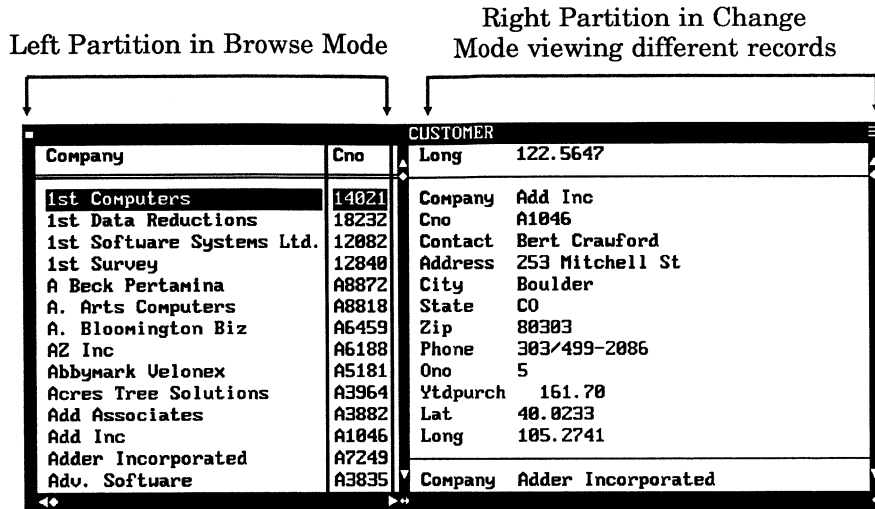 Left Partition in Browse Mode
Right Partition in Change
Mode viewing different records
CUSTOMER
Company Cno
1st Computers 14021
1st Data Reductions 18232
1st Software Systems Ltd. 12082
1st Survey 12840
A Beck Pertamina A8872
A. Arts Computers A8818
A. Bloomington Biz A6459
AZ Inc A6188
Abbymark Velonex A5181
Acres Tree Solutions A3964
Add Associates A3882
Add Inc A1046
Adder Incorporated A7249
Adv. Software A3835
Long 122.5647
Company Add Inc
Cno A1046
Contact Bert Crawford
Address 253 Mitchell St
City Boulder
State CO
Zip 80303
Phone 303/499-2086
Ono 5
Ytdpurch 161.70
Lat 40.0233
Long 105.2741
Company Adder Incorporated